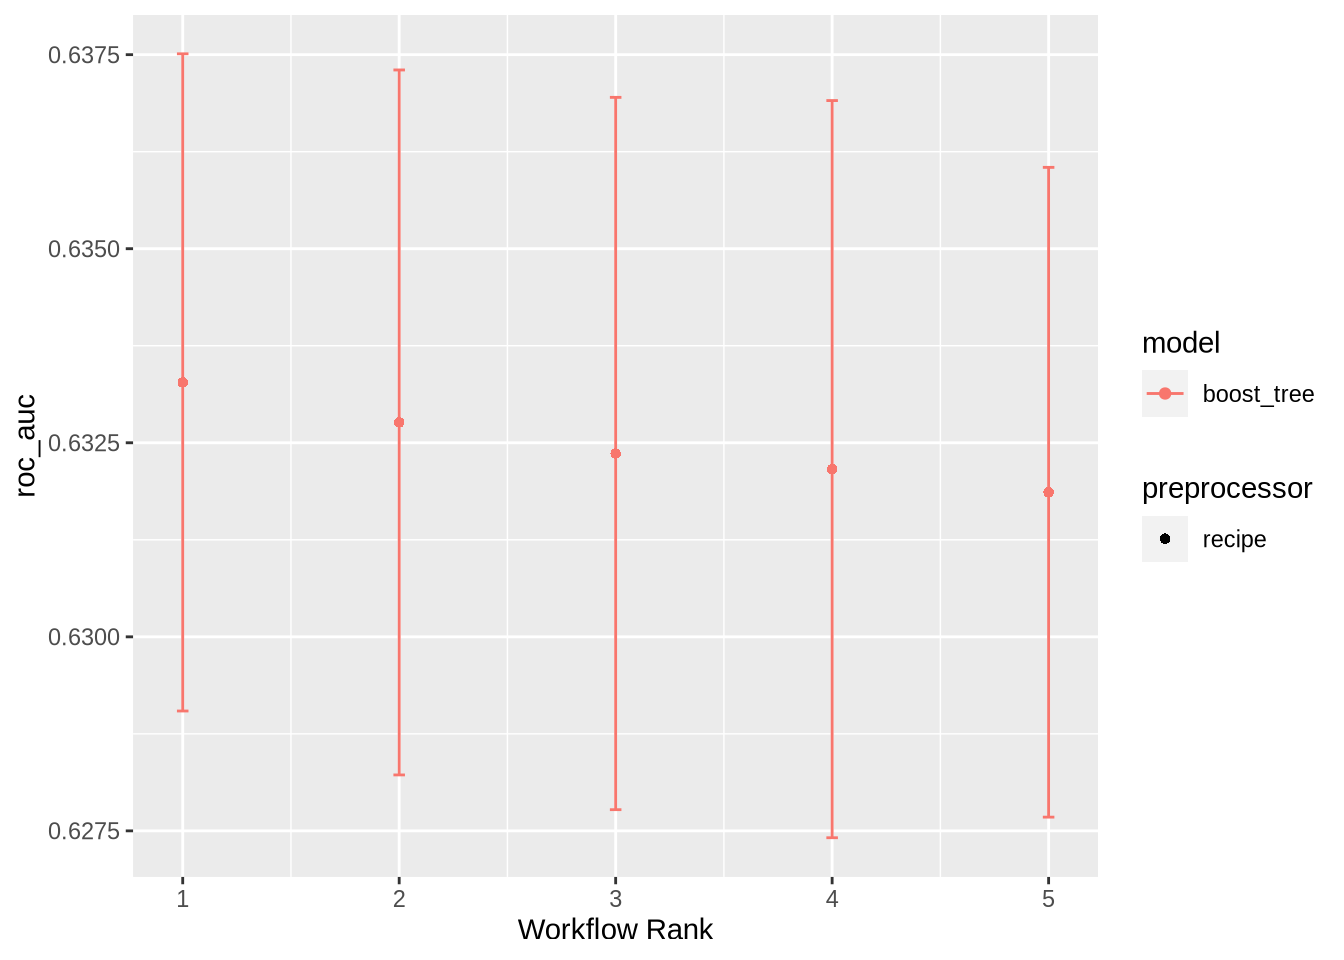 0.6375
0.6350
0.6325
0.6300
0.6275
roc_auc
1 2 3 4 5
Workflow Rank
model
boost_tree
preprocessor
recipe